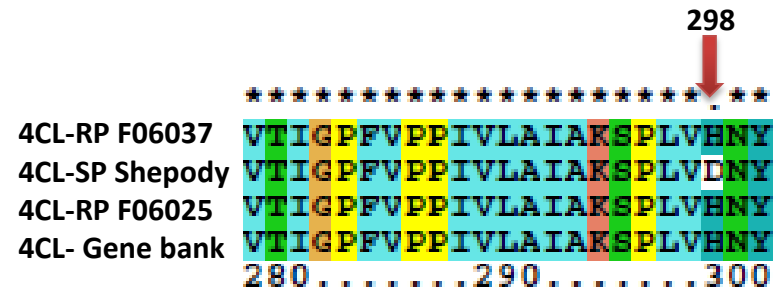 298
********************.**
4CL-RP F06037 VTIGPFVPPIVLAIAKSPLVHNY
4CL-SP Shepody VTIGPFVPPIVLAIAKSPLVDNY
4CL-RP F06025 VTIGPFVPPIVLAIAKSPLVHNY
4CL- Gene bank VTIGPFVPPIVLAIAKSPLVHNY
280.......290.......300